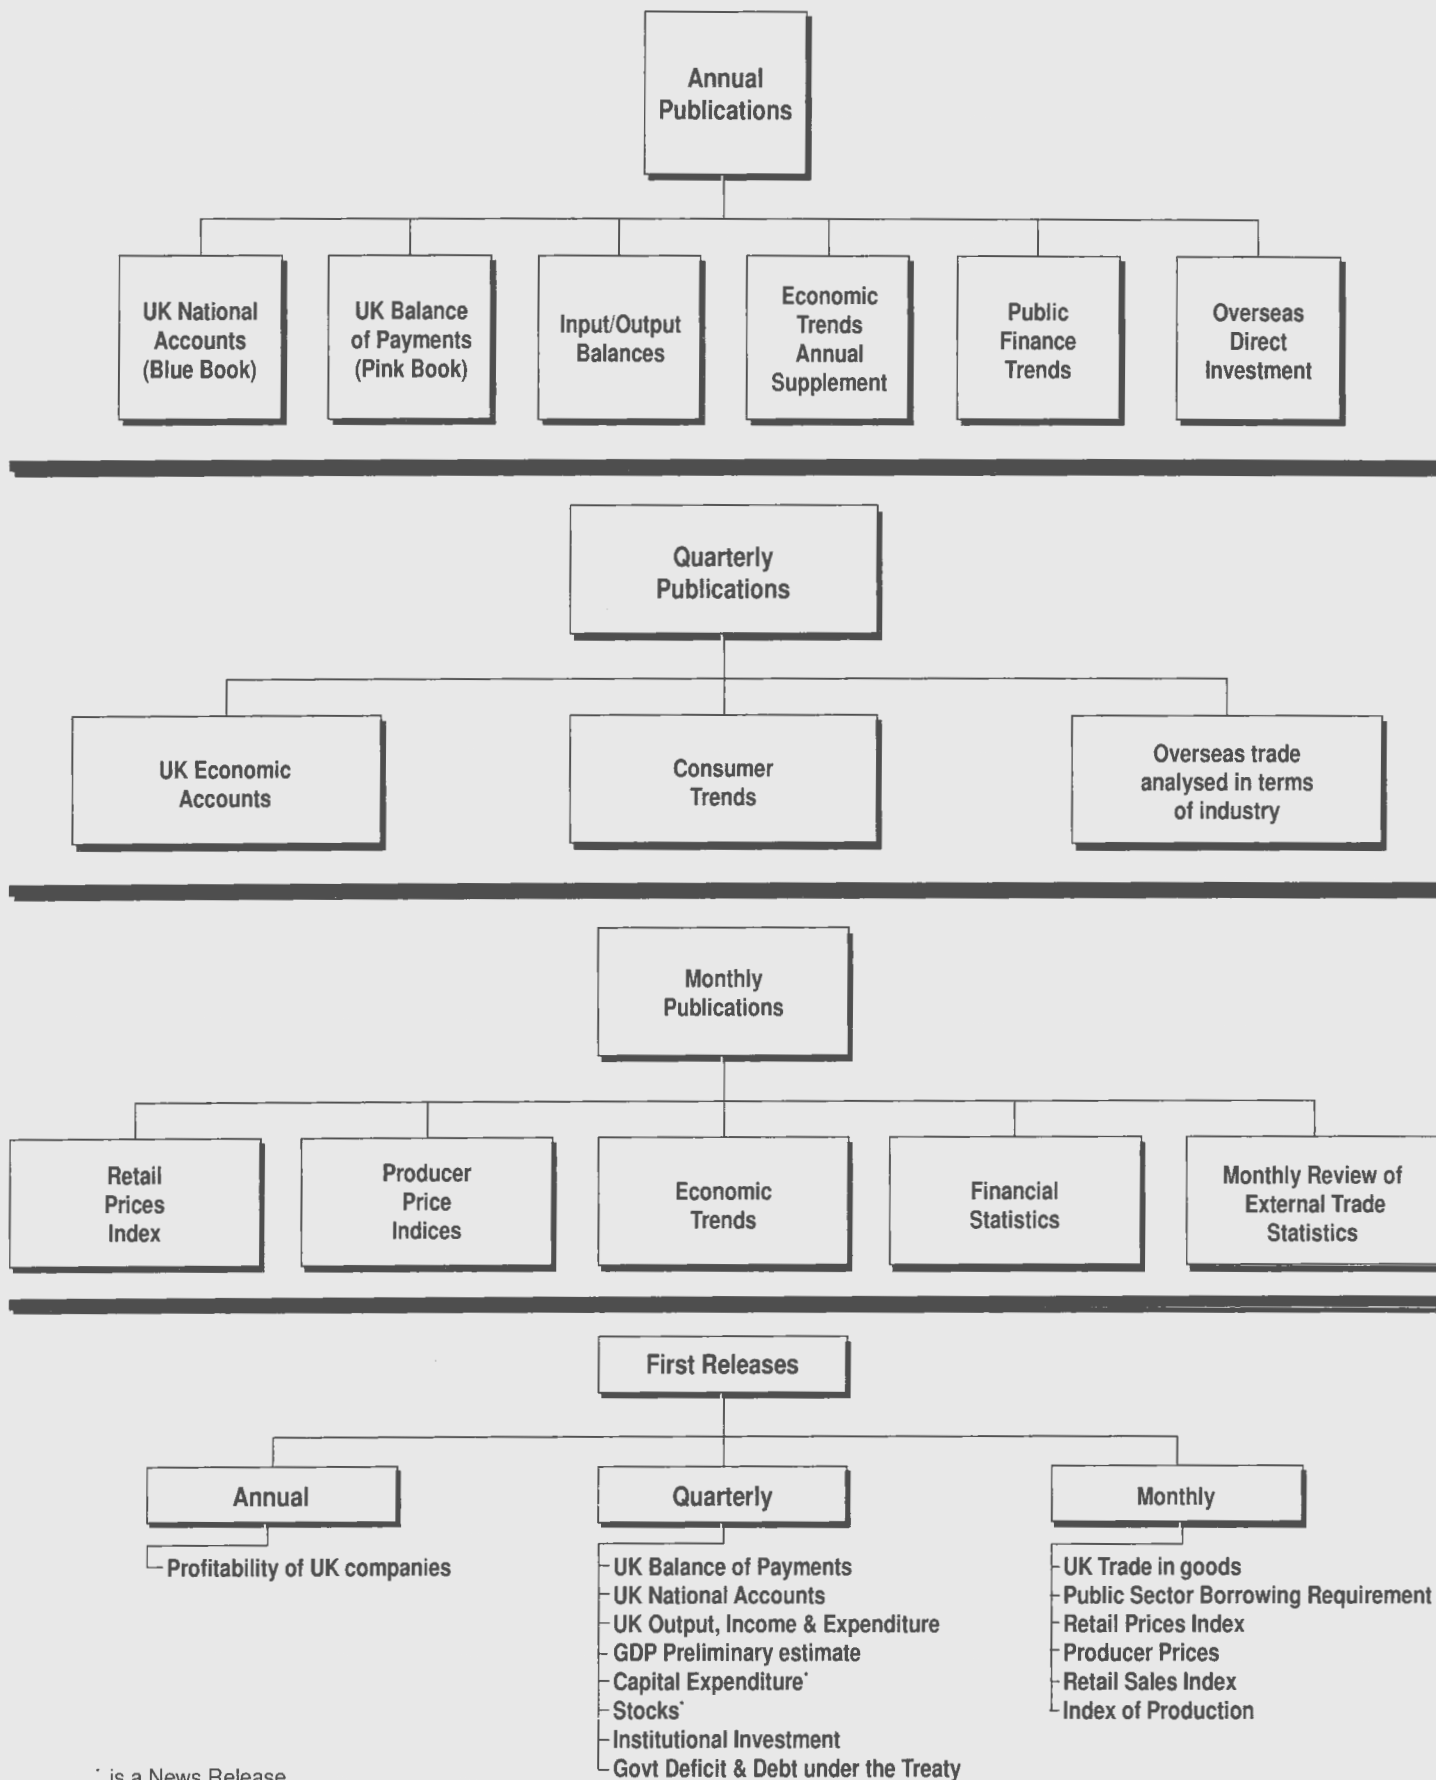 Annual
Publications
UK National
Accounts
(Blue Book)
UK Balance
of Payments
(Pink Book)
Input/Output
Balances
Economic
Trends
Annual
Supplement
Public
Finance
Trends
Overseas
Direct
Investment
Quarterly
Publications
UK Economic
Accounts
Consumer
Trends
Overseas trade
analysed in terms
of industry
Monthly
Publications
Retail
Prices
Index
Producer
Price
Indices
Economic
Trends
Financial
Statistics
Monthly Review of
External Trade
Statistics
First Releases
Annual
Profitability of UK companies
Quarterly
UK Balance of Payments
UK National Accounts
UK Output, Income & Expenditure
GDP Preliminary estimate
Capital Expenditure*
Stocks*
Institutional Investment
Govt Deficit & Debt under the Treaty
Monthly
UK Trade in goods
Public Sector Borrowing Requirement
Retail Prices Index
Producer Prices
Retail Sales Index
Index of Production
* is a News Release